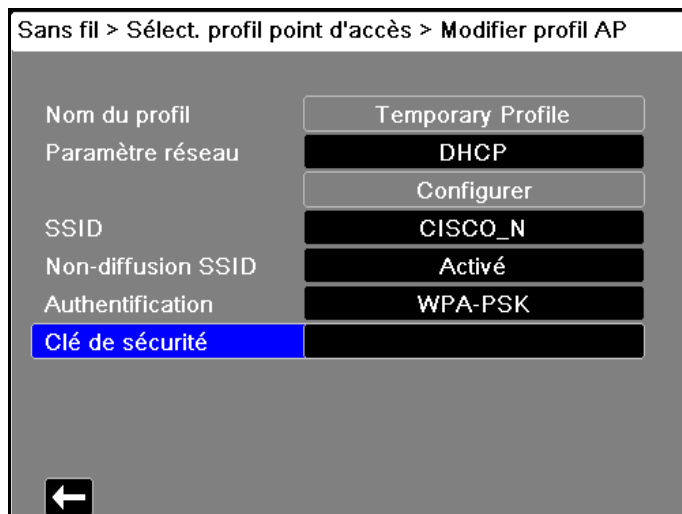 Sans fil > Sélect. profil point d'accès > Modifier profil AP
Nom du profil Temporary Profile
Paramètre réseau DHCP
Configurer
SSID CISCO_N
Non-diffusion SSID Activé
Authentification WPA-PSK
Clé de sécurité